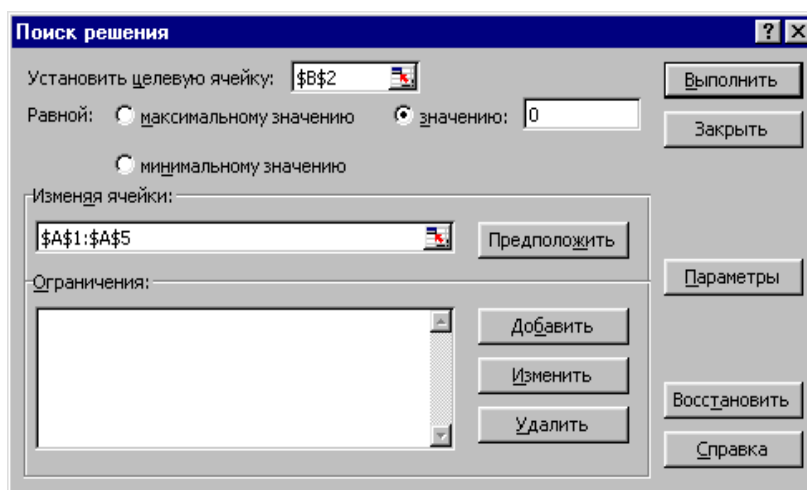 Поиск решения
Установить целевую ячейку: $B$2
Выполнить
Равной: максимальному значению значению: 0
Закрыть
минимальному значению
Изменяя ячейки:
$A$1:$A$5 Предположить
Параметры
Ограничения:
Добавить
Изменить
Удалить
Восстановить
Справка